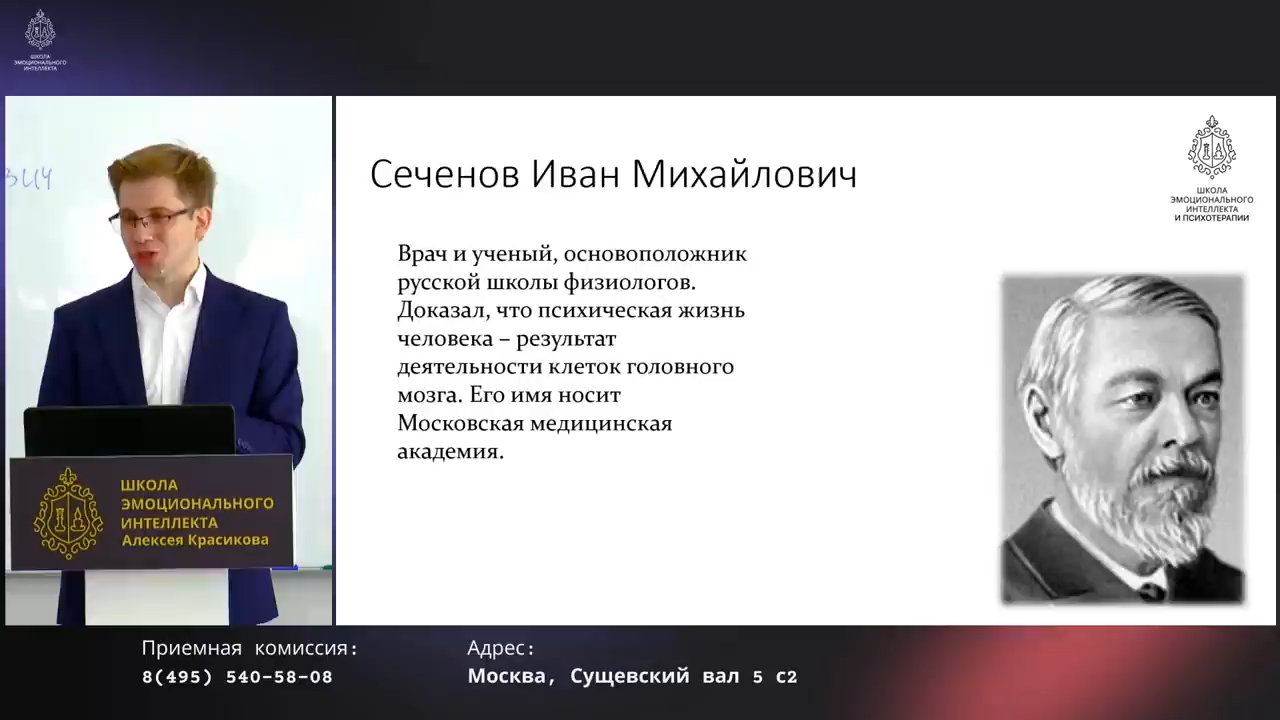 ШКОЛА
ЭМОЦИОНАЛЬНОГО
ИНТЕЛЛЕКТА
ЗИЧ
Сеченов Иван Михайлович
ШКОЛА
ЭМОЦИОНАЛЬНОГО
ИНТЕЛЛЕКТА
И ПСИХОТЕРАПИИ
Врач и ученый, основоположник
русской школы физиологов.
Доказал, что психическая жизнь
человека – результат
деятельности клеток головного
мозга. Его имя носит
Московская медицинская
академия.
ШКОЛА
ЭМОЦИОНАЛЬНОГО
ИНТЕЛЛЕКТА
Алексея Красикова
Приемная комиссия:
8(495) 540-58-08
Адрес:
Москва, Сущевский вал 5 с2